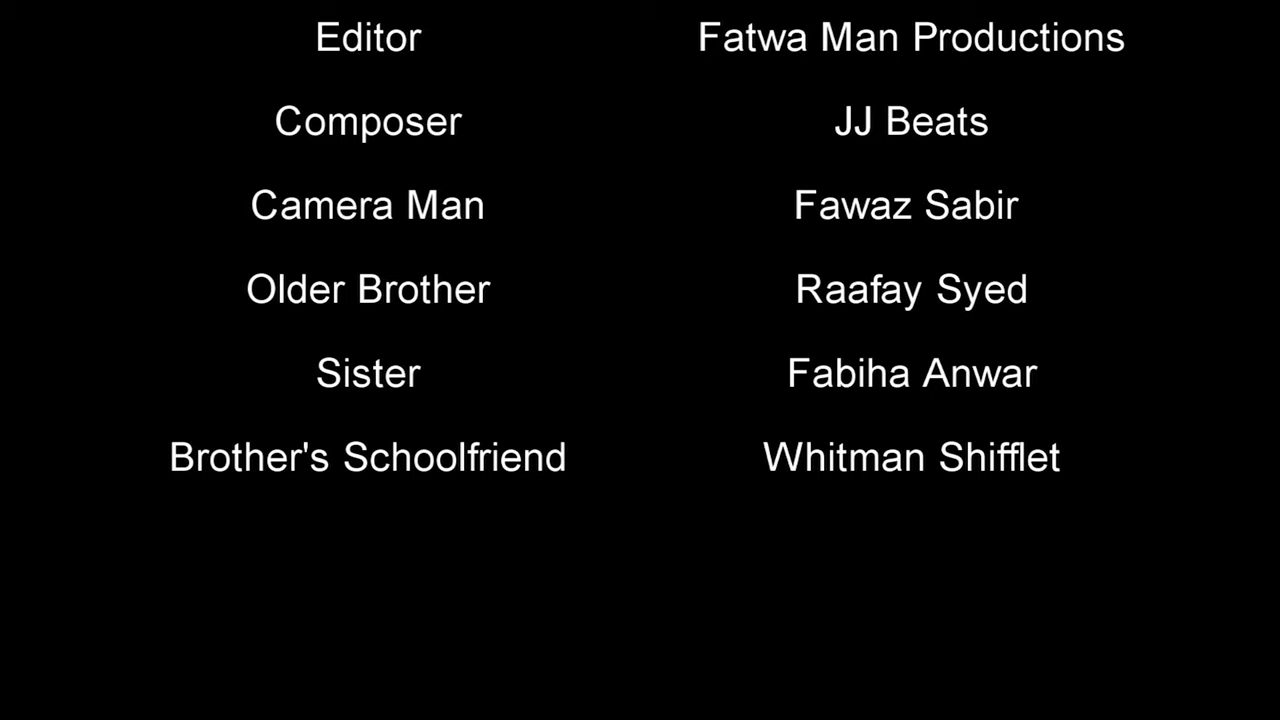 Editor Fatwa Man Productions
Composer JJ Beats
Camera Man Fawaz Sabir
Older Brother Raafay Syed
Sister Fabiha Anwar
Brother's Schoolfriend Whitman Shifflet